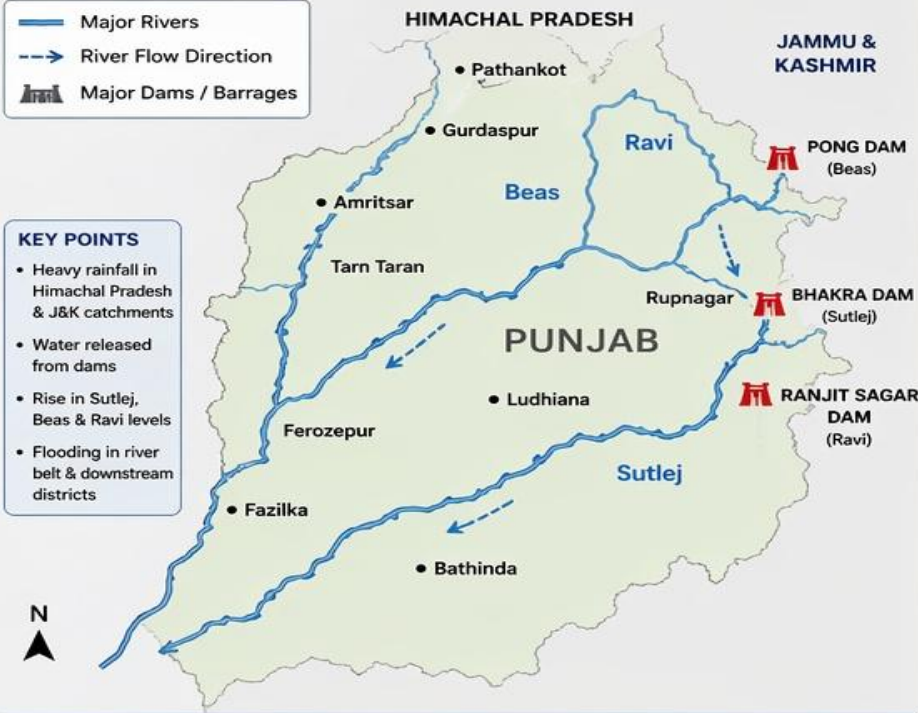 Major Rivers
River Flow Direction
Major Dams / Barrages
HIMACHAL PRADESH
JAMMU &
KASHMIR
Pathankot
Gurdaspur
Ravi
PONG DAM
(Beas)
Beas
Amritsar
KEY POINTS
• Heavy rainfall in
Himachal Pradesh
& J&K catchments
• Water released
from dams
• Rise in Sutlej,
Beas & Ravi levels
• Flooding in river
belt & downstream
districts
Tarn Taran
Rupnagar
BHAKRA DAM
(Sutlej)
PUNJAB
Ludhiana
RANJIT SAGAR
DAM
(Ravi)
Ferozepur
Sutlej
Fazilka
Bathinda
N